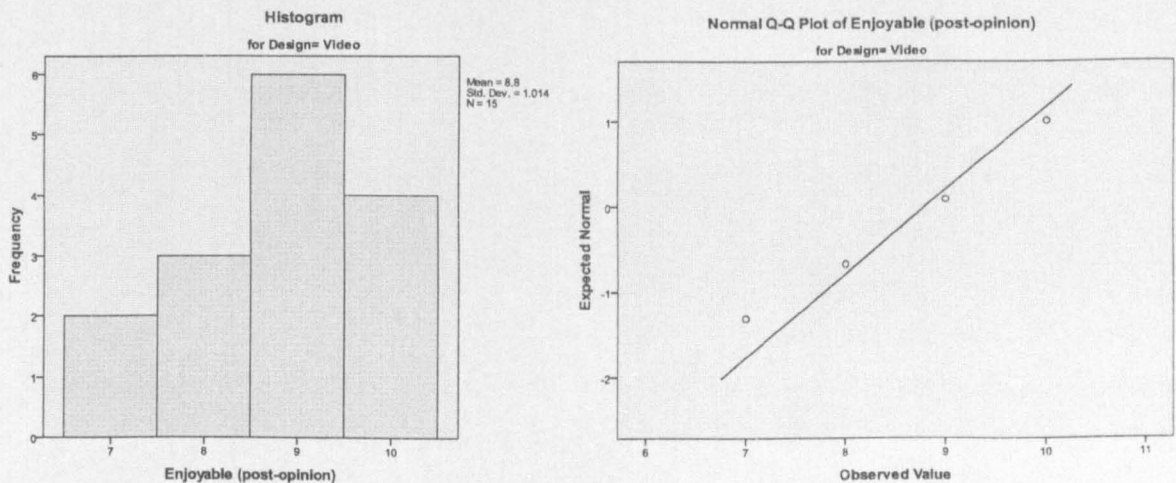 Histogram
for Design= Video
Mean = 8.8
Std. Dev. = 1.014
N = 15
Frequency
6
5
4
3
2
1
0
7 8 9 10
Enjoyable (post-opinion)
Normal Q-Q Plot of Enjoyable (post-opinion)
for Design= Video
Expected Normal
1
0
-1
-2
6 7 8 9 10 11
Observed Value